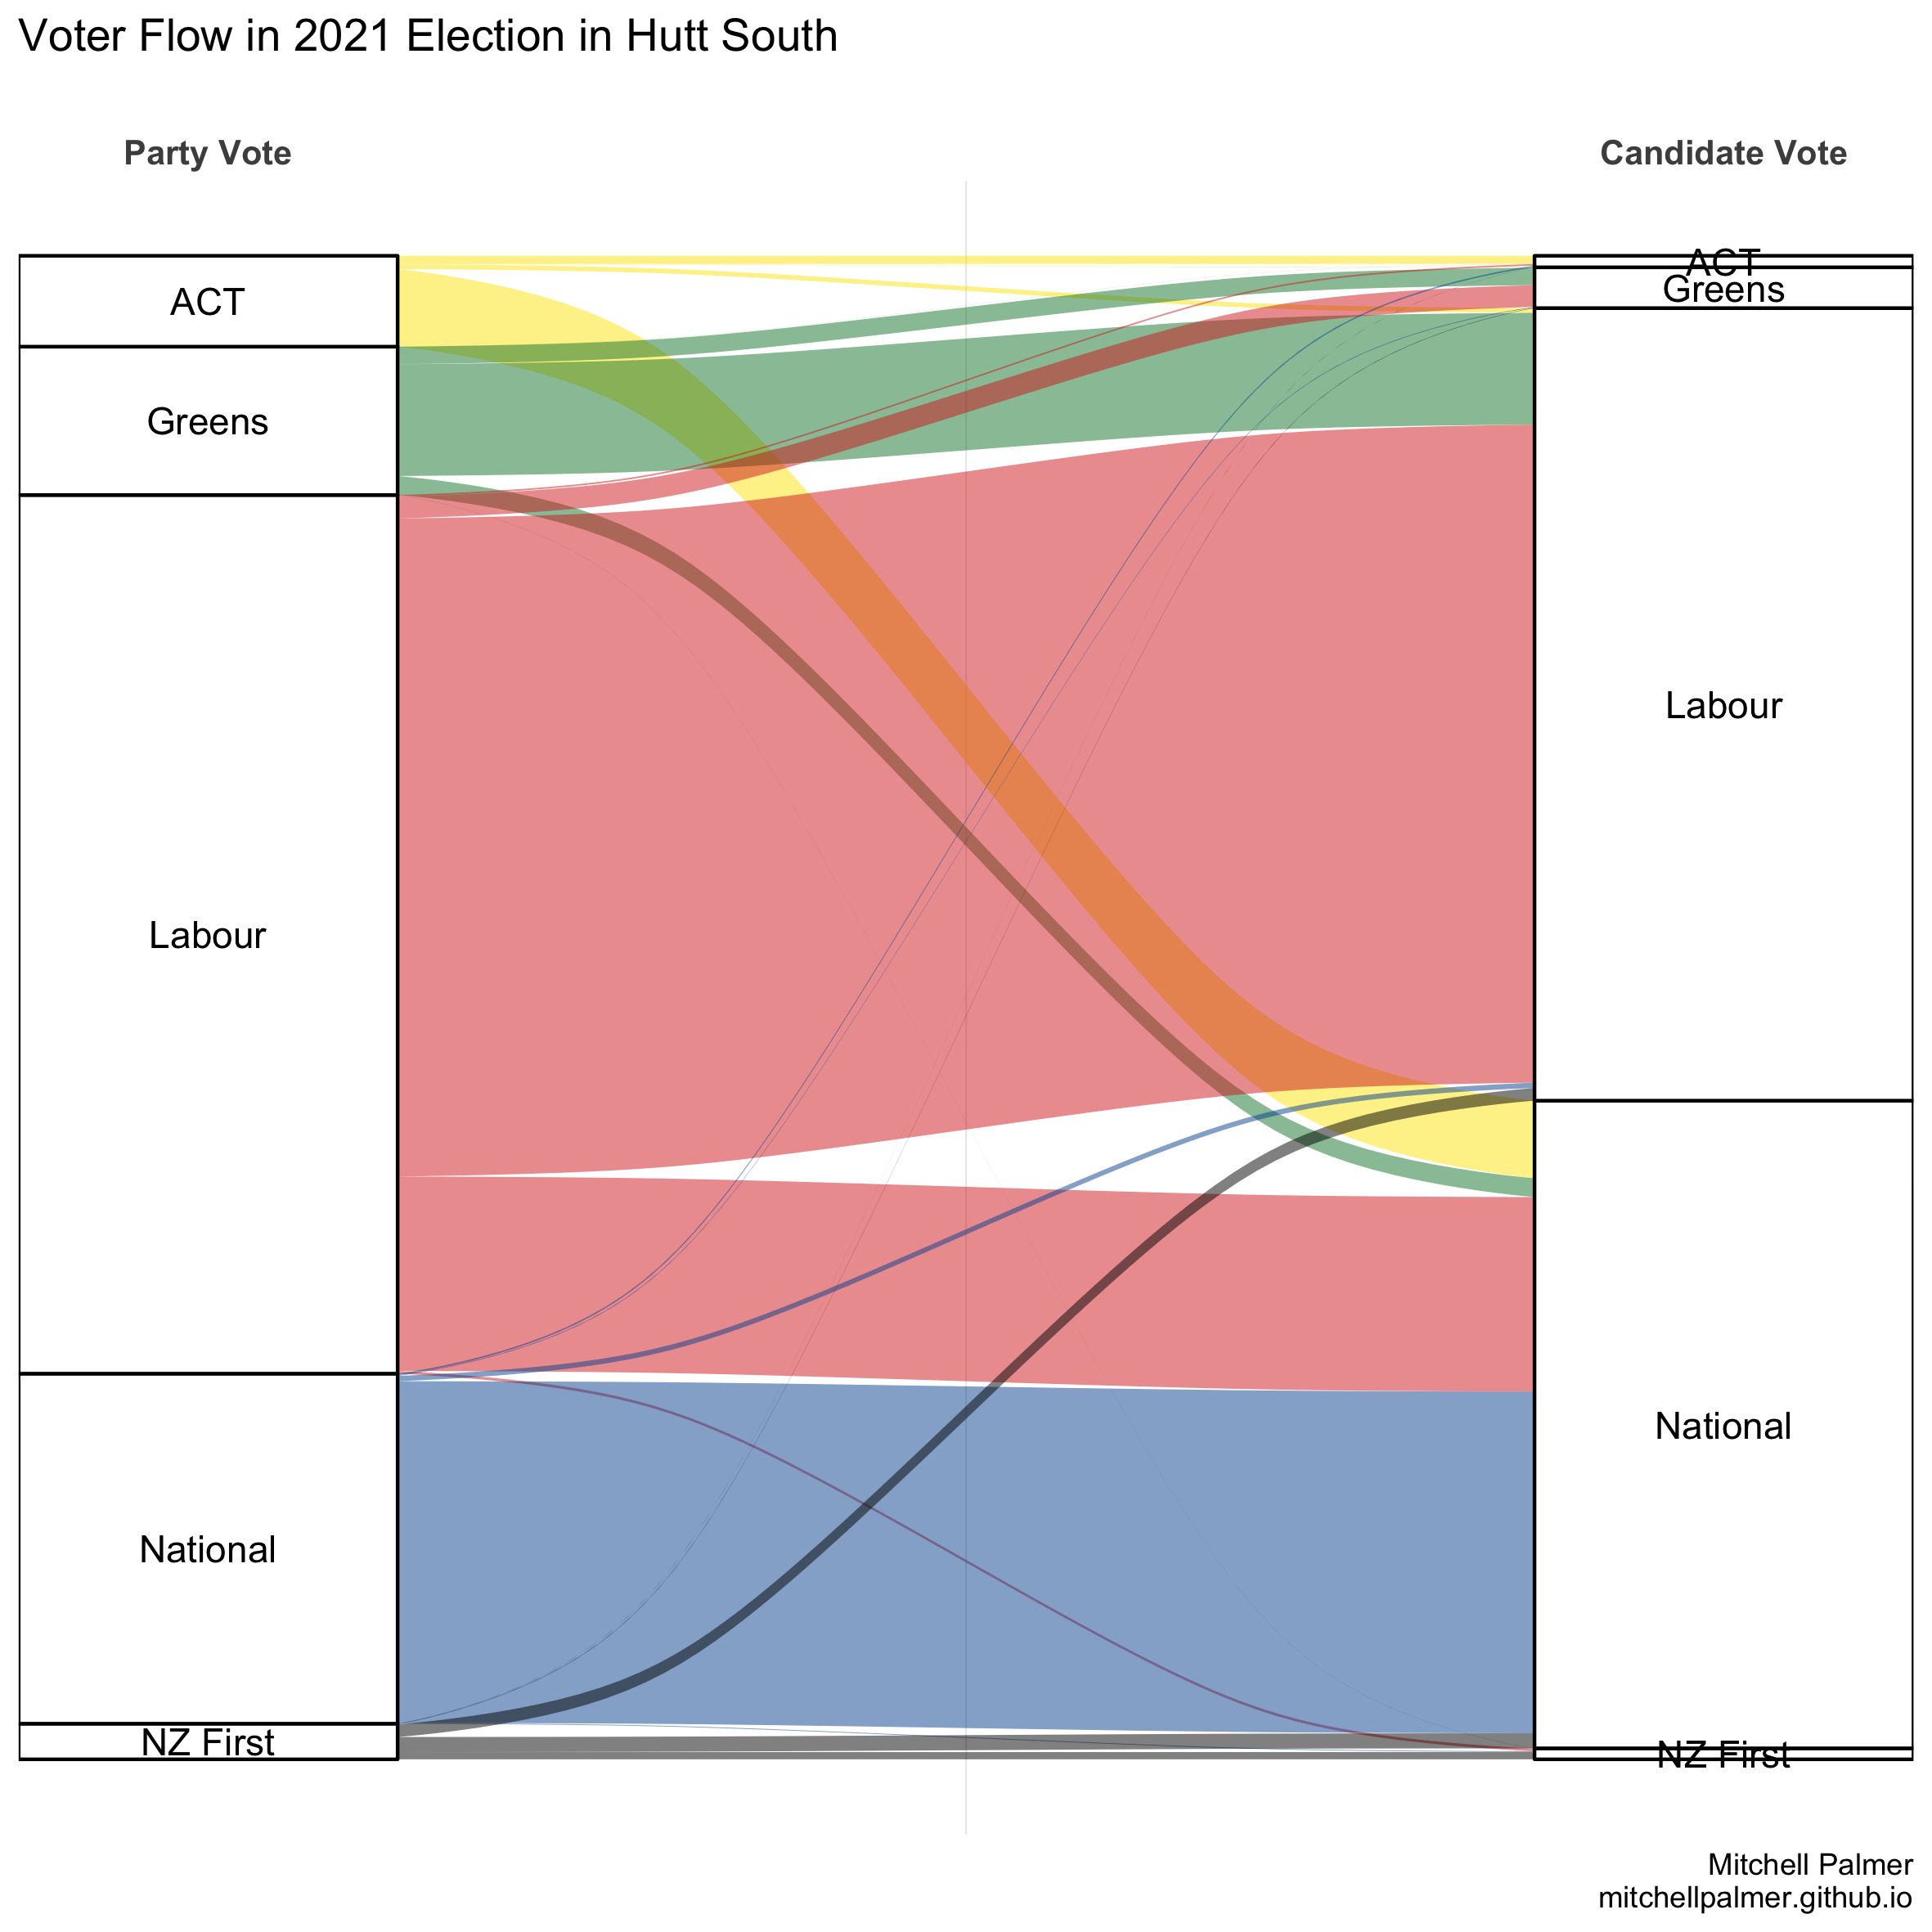 Voter Flow in 2021 Election in Hutt South
Party Vote
Candidate Vote
ACT
Greens
Labour
National
NZ First
ACT
Greens
Labour
National
NZ First
Mitchell Palmer
mitchellpalmer.github.io